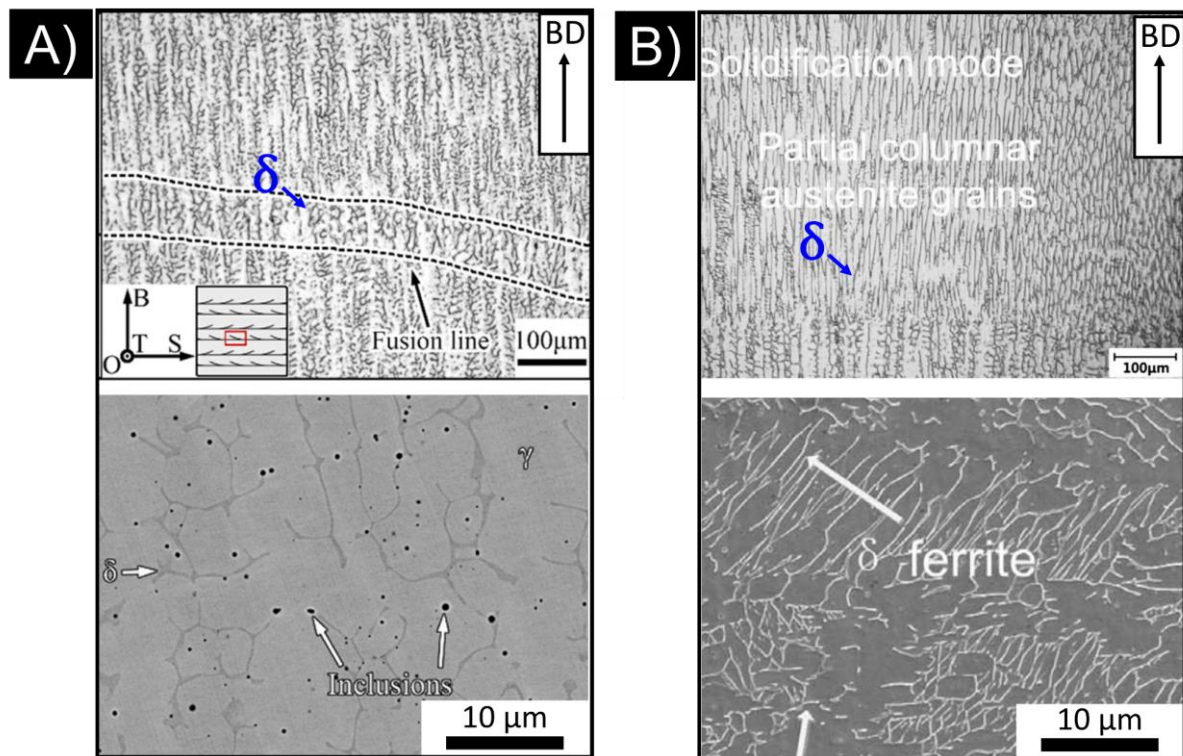 A)
BD
δ
Fusion line
100μm
B
T S
O
γ
δ
Inclusions
10 μm
B)
BD
Solidification mode
Partial columnar
austenite grains
δ
100μm
δ -ferrite
10 μm